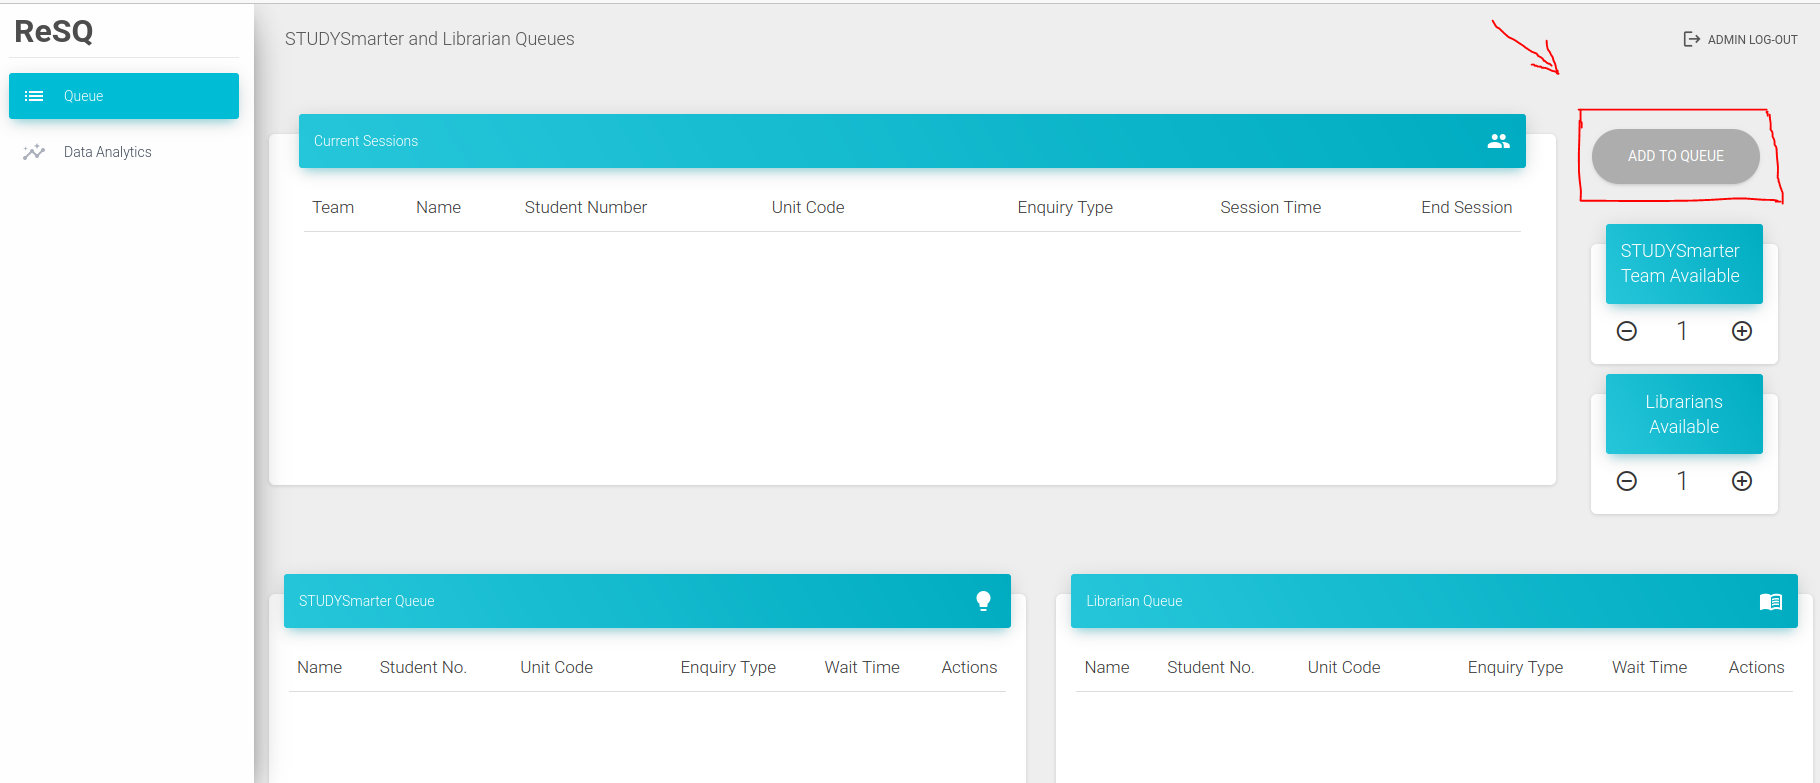 ReSQ
Queue
Data Analytics
STUDYSmarter and Librarian Queues
ADMIN LOG-OUT
Current Sessions
Team Name Student Number Unit Code Enquiry Type Session Time End Session
ADD TO QUEUE
STUDYSmarter
Team Available
1
Librarians
Available
1
STUDYSmarter Queue
Name Student No. Unit Code Enquiry Type Wait Time Actions
Librarian Queue
Name Student No. Unit Code Enquiry Type Wait Time Actions